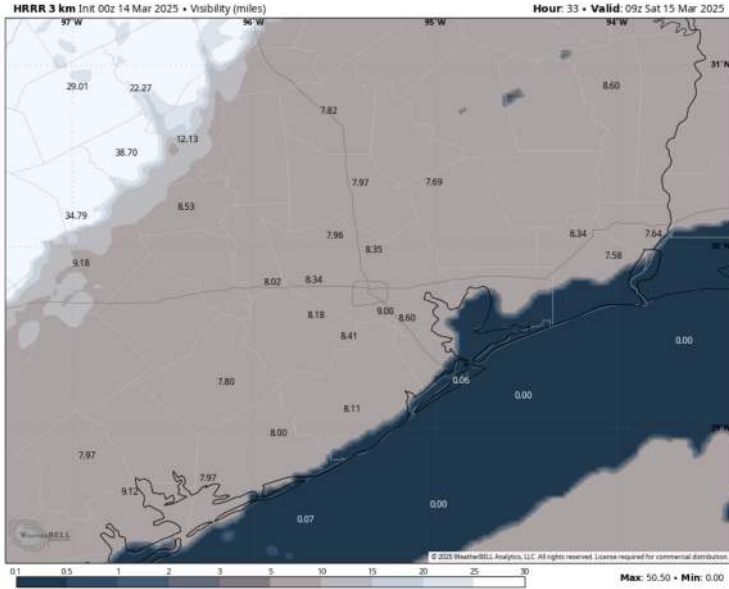 HRRR 3 km Init 00z 14 Mar 2025 • Visibility (miles)
Hour: 33 • Valid: 09z Sat 15 Mar 2025
97°W 96°W 95°W 94°W
31°N
29.01 22.27 8.60
7.82
12.13
38.70
7.97 7.69
8.53
34.79
7.96 8.34 7.64
8.35
7.58
9.18
8.02 8.34
8.18 9.00 8.60
8.41
0.00
7.80 0.06
0.00
8.11
29°N
8.00
7.97
7.97
9.12
0.00
0.07
WeatherBELL
© 2025 WeatherBELL Analytics, LLC. All rights reserved. License required for commercial distribution.
0.1 0.5 1 2 3 5 10 15 20 25 30
Max: 50.50 • Min: 0.00